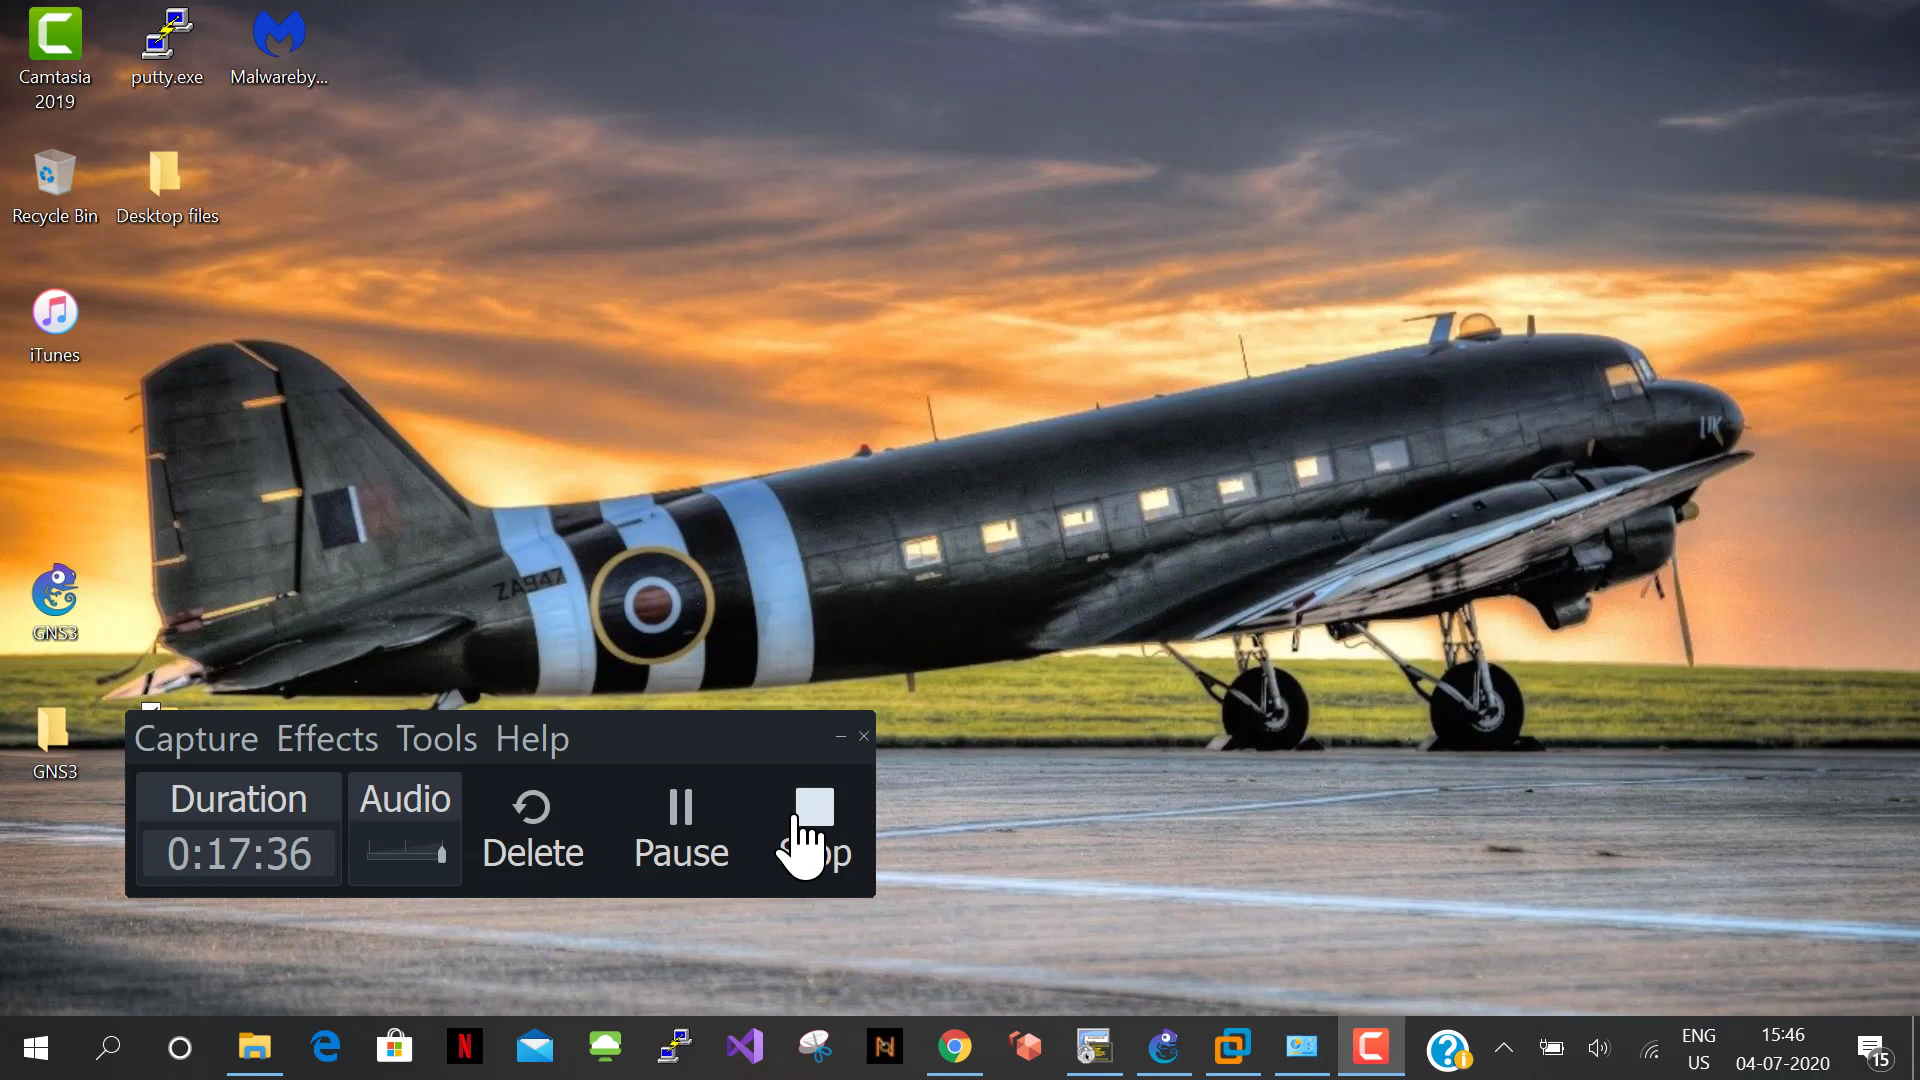 Camtasia
2019
putty.exe
Malwareby...
Recycle Bin
Desktop files
iTunes
GNS3
GNS3
ZA947
UK
Capture Effects Tools Help
Duration
Audio
0:17:36
Delete
Pause
ENG
US
15:46
04-07-2020
15